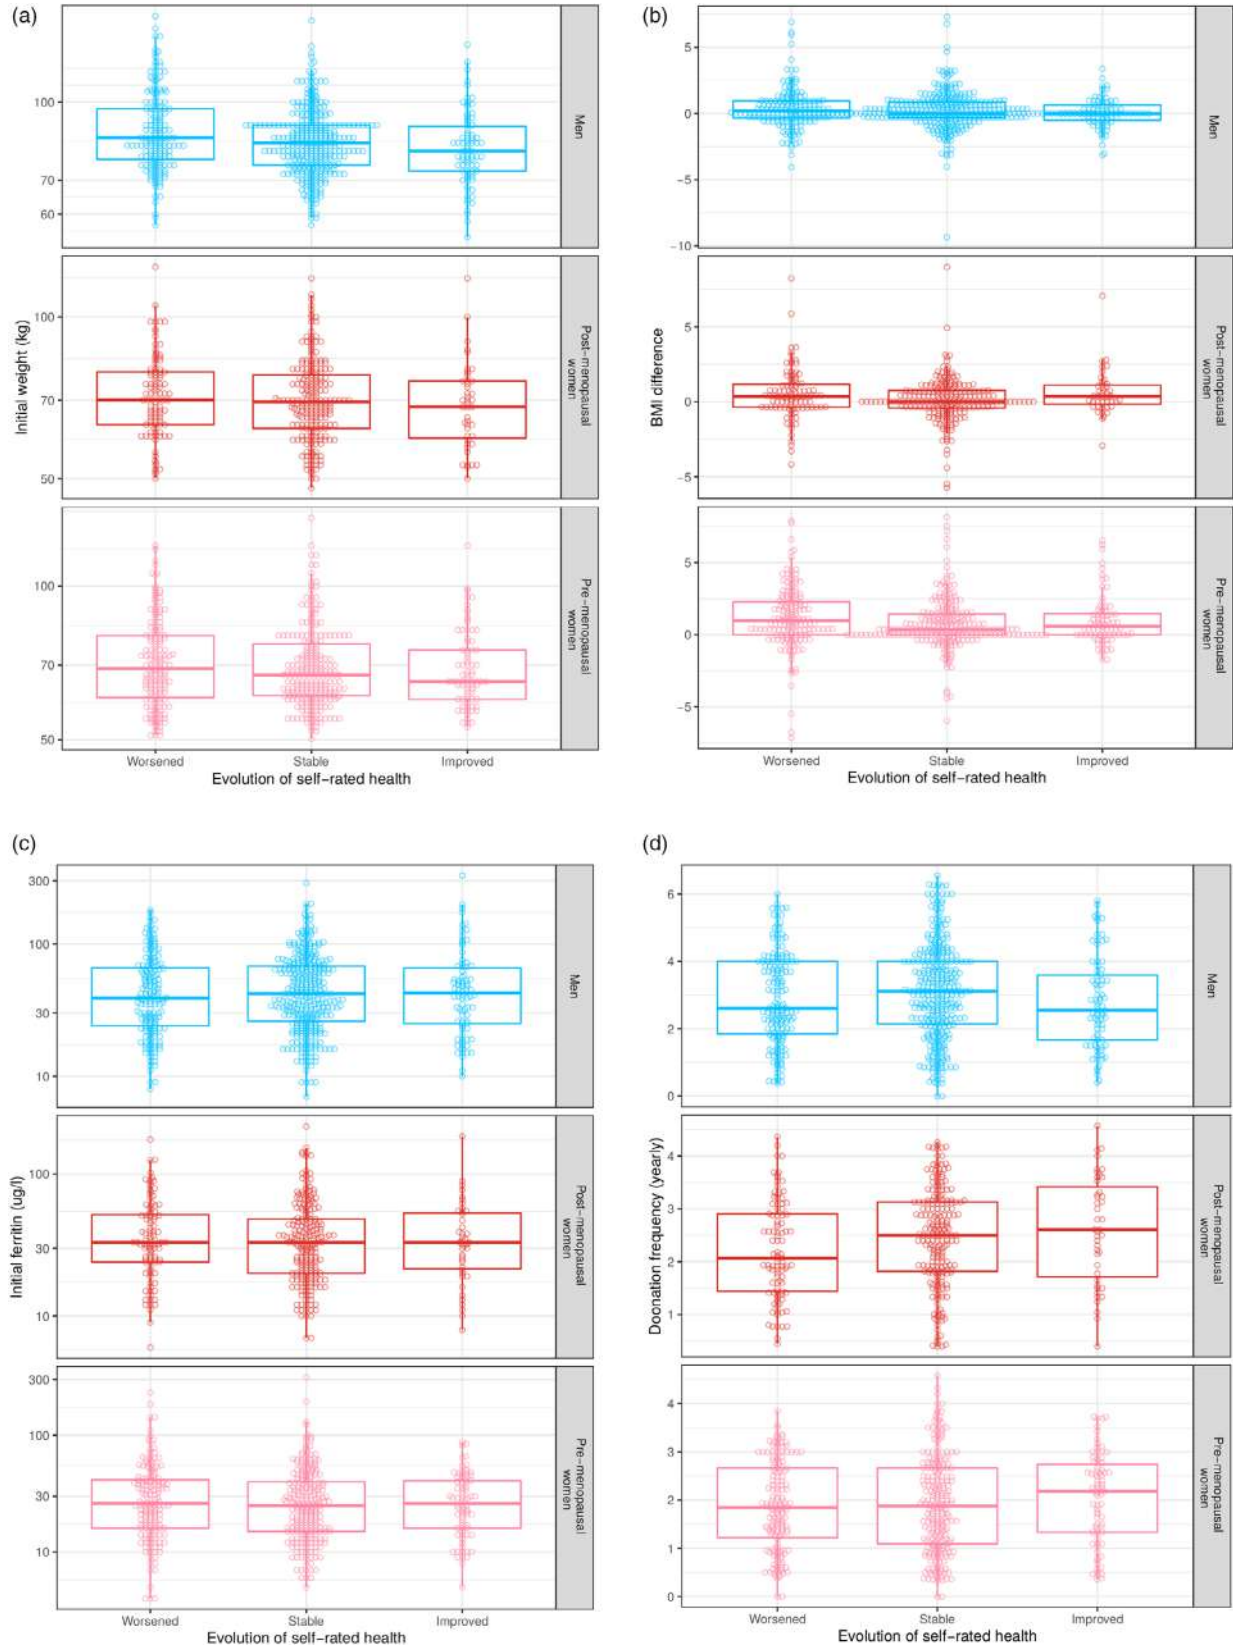 (a)
100
70
60
Men
100
70
50
Post-menopausal
women
100
70
50
Pre-menopausal
women
Initial weight (kg)
Worsened Stable Improved
Evolution of self-rated health
(b)
5
0
-5
-10
Men
5
0
-5
Post-menopausal
women
5
0
-5
Pre-menopausal
women
BMI difference
Worsened Stable Improved
Evolution of self-rated health
(c)
300
100
30
10
Men
100
30
10
Post-menopausal
women
300
100
30
10
Pre-menopausal
women
Initial ferritin (ug/l)
Worsened Stable Improved
Evolution of self-rated health
(d)
6
4
2
0
Men
4
3
2
1
Post-menopausal
women
4
3
2
1
0
Pre-menopausal
women
Doonation frequency (yearly)
Worsened Stable Improved
Evolution of self-rated health